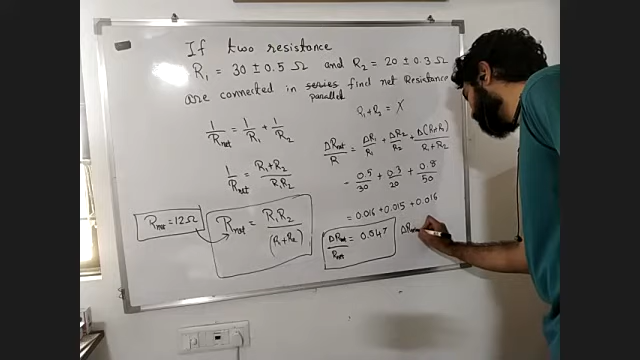 If two resistance
R₁ = 30 ± 0.5 Ω and R₂ = 20 ± 0.3 Ω
are connected in series find net Resistance
parallel
R₁+R₂ = X
1/Rnet = 1/R₁ + 1/R₂
1/Rnet = R₁+R₂/R₁R₂
Rnet = R₁R₂/(R₁+R₂)
Rnet = 12Ω
ΔRnet/R = ΔR₁/R₁ + ΔR₂/R₂ + Δ(R₁+R₂)/R₁+R₂
= 0.5/30 + 0.3/20 + 0.8/50
= 0.016 + 0.015 + 0.016
ΔRnet/Rnet = 0.047
ΔRnet